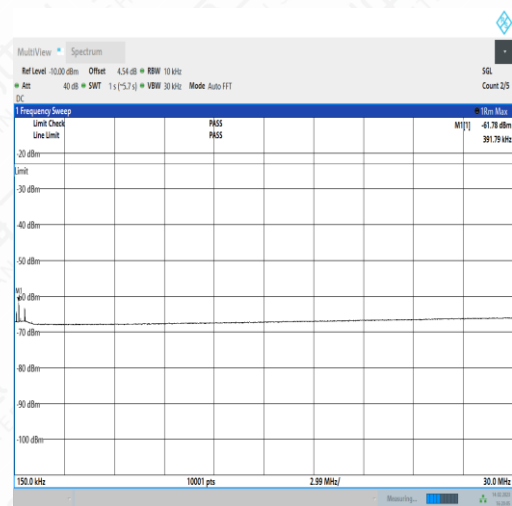 MultiView Spectrum
Ref Level -10.00 dBm Offset 4.54 dB RBW 10 kHz SGL
Att 40 dB SWT 1 s (~5.7 s) VBW 30 kHz Mode Auto FFT Count 2/5
DC
1 Frequency Sweep 1Rm Max
Limit Check PASS M1[1] -61.78 dBm
Line Limit PASS 391.79 kHz
-20 dBm
Limit
-30 dBm
-40 dBm
-50 dBm
M1
-60 dBm
-70 dBm
-80 dBm
-90 dBm
-100 dBm
150.0 kHz 10001 pts 2.99 MHz/ 30.0 MHz
Measuring...